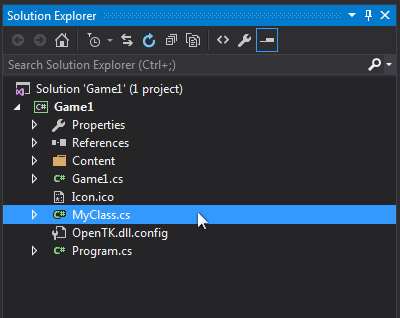 Solution Explorer
Search Solution Explorer (Ctrl+;)
Solution 'Game1' (1 project)
C# Game1
Properties
References
Content
C# Game1.cs
Icon.ico
C# MyClass.cs
OpenTK.dll.config
C# Program.cs